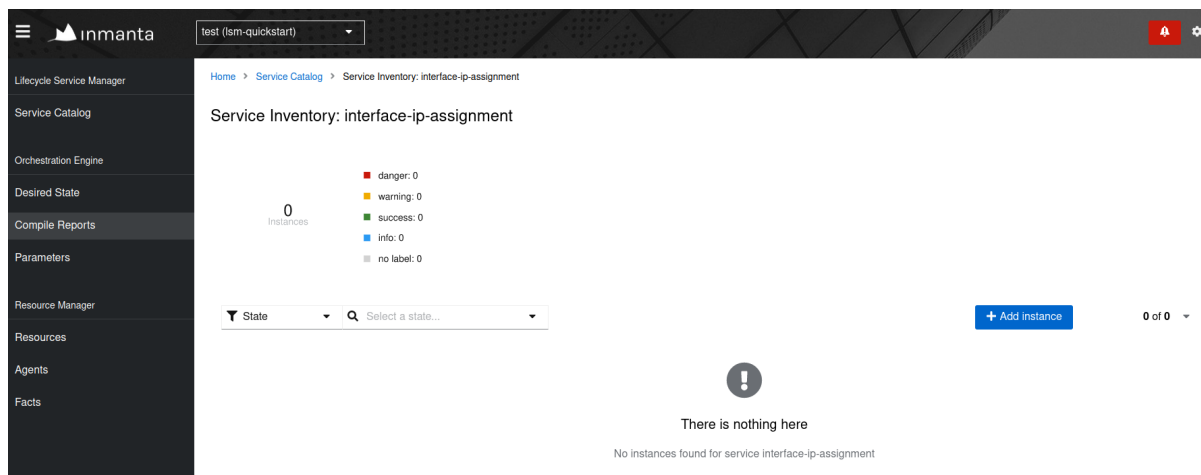 inmanta
test (lsm-quickstart)
Lifecycle Service Manager
Service Catalog
Orchestration Engine
Desired State
Compile Reports
Parameters
Resource Manager
Resources
Agents
Facts
Home > Service Catalog > Service Inventory: interface-ip-assignment
Service Inventory: interface-ip-assignment
0
Instances
danger: 0
warning: 0
success: 0
info: 0
no label: 0
State
Select a state...
+ Add instance
0 of 0
There is nothing here
No instances found for service interface-ip-assignment